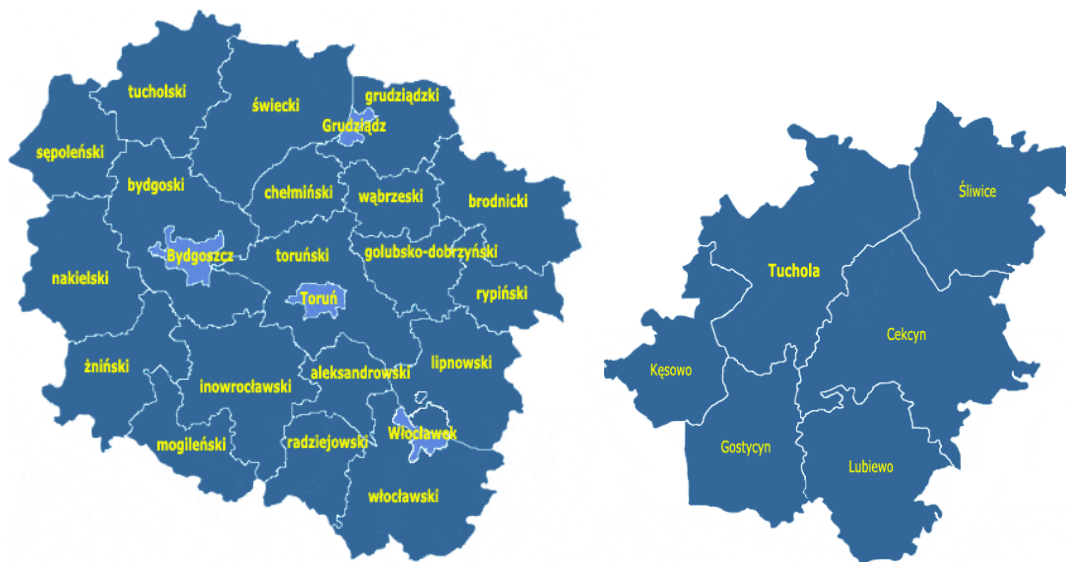 tucholski
świecki
grudziądzki
Grudziądz
sępoleński
bydgoski
chełmiński
wąbrzeski
brodnicki
Bydgoszcz
toruński
golubsko-dobrzyński
nakielski
Toruń
rypiński
żniński
inowrocławski
aleksandrowski
lipnowski
mogileński
radziejowski
Włocławek
włocławski
Śliwice
Tuchola
Cekcyn
Kęsowo
Gostycyn
Lubiewo